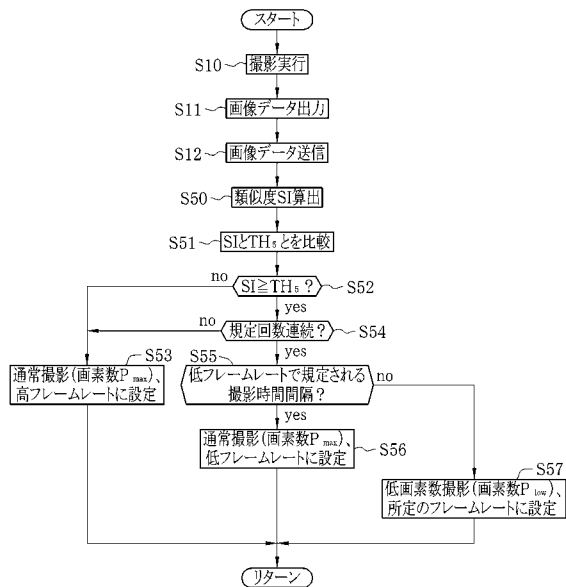 スタート
S10
撮影実行
S11
画像データ出力
S12
画像データ送信
S50
類似度SI算出
S51
SIとTH₅とを比較
no
SI≧TH₅？
S52
yes
no
規定回数連続？
S54
S53
S55
yes
通常撮影(画素数Pmax)、
高フレームレートに設定
低フレームレートで規定される
撮影時間間隔？
no
yes
通常撮影(画素数Pmax)、
低フレームレートに設定
S56
S57
低画素数撮影(画素数Plow)、
所定のフレームレートに設定
リターン